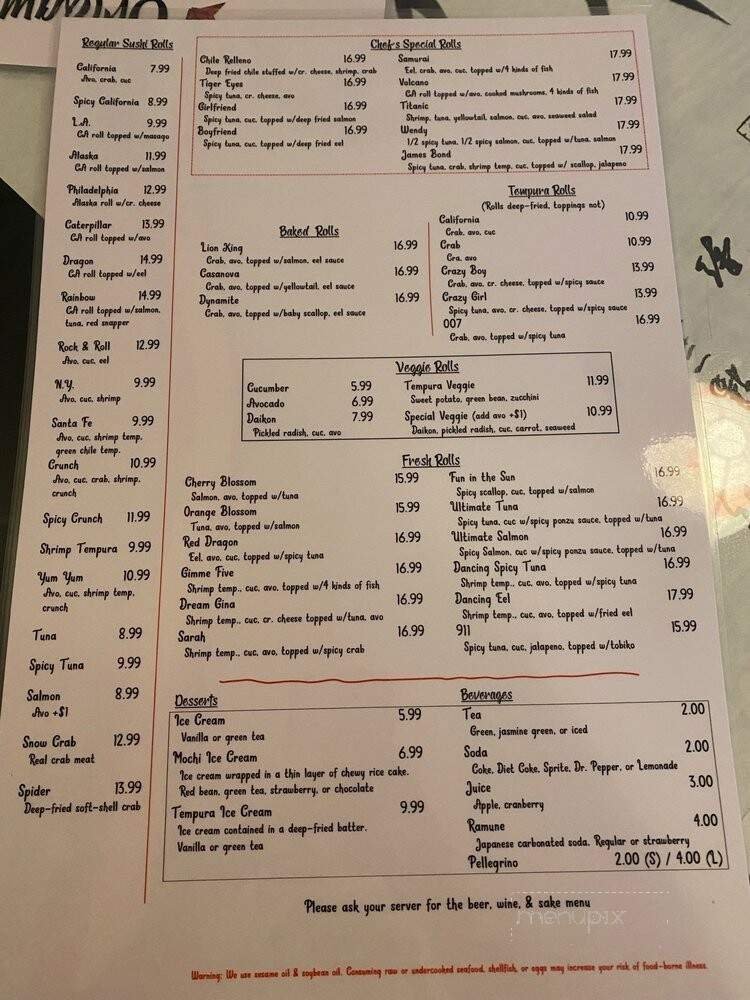 Regular Sushi Rolls
California 7.99
Avo, crab, cuc
Spicy California 8.99
L.A. 9.99
CA roll topped w/masago
Alaska 11.99
CA roll topped w/salmon
Philadelphia 12.99
Alaska roll w/cr. cheese
Caterpillar 13.99
CA roll topped w/avo
Dragon 14.99
CA roll topped w/eel
Rainbow 14.99
CA roll topped w/salmon,
tuna, red snapper
Rock & Roll 12.99
Avo, cuc, eel
N.Y. 9.99
Avo, cuc, shrimp
Santa Fe 9.99
Avo, cuc, shrimp temp,
green chile temp.
Crunch 10.99
Avo, cuc, crab, shrimp,
crunch
Spicy Crunch 11.99
Shrimp Tempura 9.99
Yum Yum 10.99
Avo, cuc, shrimp temp,
crunch
Tuna 8.99
Spicy Tuna 9.99
Salmon 8.99
Avo +$1
Snow Crab 12.99
Real crab meat
Spider 13.99
Deep-fried soft-shell crab
Chef's Special Rolls
Chile Relleno 16.99
Deep fried chile stuffed w/cr. cheese, shrimp, crab
Tiger Eyes 16.99
Spicy tuna, cr. cheese, avo
Girlfriend 16.99
Spicy tuna, cuc, topped w/deep fried salmon
Boyfriend 16.99
Spicy tuna, cuc, topped w/deep fried eel
Samurai 17.99
Eel, crab, avo, cuc, topped w/4 kinds of fish
Volcano 17.99
CA roll topped w/avo, cooked mushrooms, 4 kinds of fish
Titanic 17.99
Shrimp, tuna, yellowtail, salmon, cuc, avo, seaweed salad
Wendy 17.99
1/2 spicy tuna, 1/2 spicy salmon, cuc, topped w/tuna, salmon
James Bond 17.99
Spicy tuna, crab, shrimp temp, cuc, topped w/ scallop, jalapeno
Baked Rolls
Lion King 16.99
Crab, avo, topped w/salmon, eel sauce
Casanova 16.99
Crab, avo, topped w/yellowtail, eel sauce
Dynamite 16.99
Crab, avo, topped w/baby scallop, eel sauce
Tempura Rolls
(Rolls deep-fried, toppings not)
California 10.99
Crab, avo, cuc
Crab 10.99
Cra, avo
Crazy Boy 13.99
Crab, avo, cr. cheese, topped w/spicy sauce
Crazy Girl 13.99
Spicy tuna, avo, cr. cheese, topped w/spicy sauce
007 16.99
Crab, avo, topped w/spicy tuna
Veggie Rolls
Cucumber 5.99
Avocado 6.99
Daikon 7.99
Pickled radish, cuc, avo
Tempura Veggie 11.99
Sweet potato, green bean, zucchini
Special Veggie (add avo +$1) 10.99
Daikon, pickled radish, cuc, carrot, seaweed
Fresh Rolls
Cherry Blossom 15.99
Salmon, avo, topped w/tuna
Orange Blossom 15.99
Tuna, avo, topped w/salmon
Red Dragon 16.99
Eel, avo, cuc, topped w/spicy tuna
Gimme Five 16.99
Shrimp temp., cuc, avo, topped w/4 kinds of fish
Dream Gina 16.99
Shrimp temp., cuc, cr. cheese topped w/tuna, avo
Sarah 16.99
Shrimp temp., cuc, avo, topped w/spicy crab
Fun in the Sun 16.99
Spicy scallop, cuc, topped w/salmon
Ultimate Tuna 16.99
Spicy tuna, cuc w/spicy ponzu sauce, topped w/tuna
Ultimate Salmon 16.99
Spicy Salmon, cuc w/spicy ponzu sauce, topped w/tuna
Dancing Spicy Tuna 16.99
Shrimp temp., cuc, avo, topped w/spicy tuna
Dancing Eel 17.99
Shrimp temp., cuc, avo, topped w/fried eel
911 15.99
Spicy tuna, cuc, jalapeno, topped w/tobiko
Desserts
Ice Cream 5.99
Vanilla or green tea
Mochi Ice Cream 6.99
Ice cream wrapped in a thin layer of chewy rice cake.
Red bean, green tea, strawberry, or chocolate
Tempura Ice Cream 9.99
Ice cream contained in a deep-fried batter.
Vanilla or green tea
Beverages
Tea 2.00
Green, jasmine green, or iced
Soda 2.00
Coke, Diet Coke, Sprite, Dr. Pepper, or Lemonade
Juice 3.00
Apple, cranberry
Ramune 4.00
Japanese carbonated soda. Regular or strawberry
Pellegrino 2.00 (S) / 4.00 (L)
Please ask your server for the beer, wine, & sake menu
menupix
Warning: We use sesame oil & soybean oil. Consuming raw or undercooked seafood, shellfish, or eggs may increase your risk of food-borne illness.